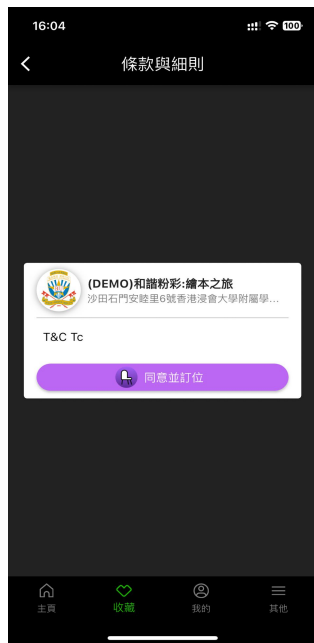 16:04
100
條款與細則
(DEMO)和諧粉彩:繪本之旅
沙田石門安睦里6號香港浸會大學附屬學...
T&C Tc
同意並訂位
主頁
收藏
我的
其他